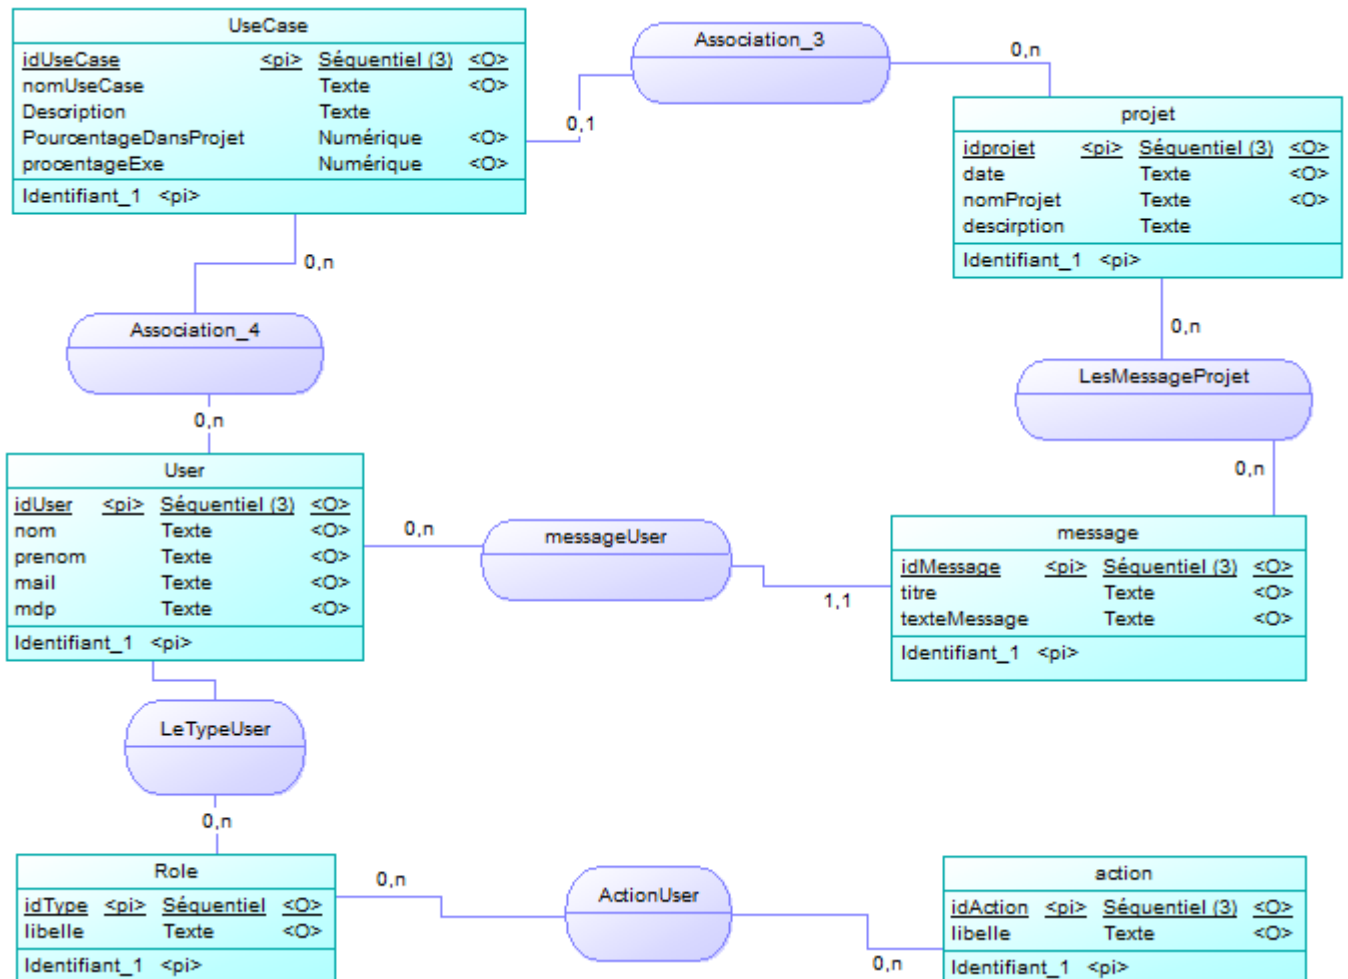 UseCase
idUseCase <pi> Séquentiel (3) <O>
nomUseCase Texte <O>
Description Texte
PourcentageDansProjet Numérique <O>
procentageExe Numérique <O>
Identifiant_1 <pi>
Association_3
0,n
0,1
projet
idprojet <pi> Séquentiel (3) <O>
date Texte <O>
nomProjet Texte <O>
descirption Texte
Identifiant_1 <pi>
0,n
Association_4
0,n
0,n
LesMessageProjet
0,n
User
idUser <pi> Séquentiel (3) <O>
nom Texte <O>
prenom Texte <O>
mail Texte <O>
mdp Texte <O>
Identifiant_1 <pi>
0,n
messageUser
1,1
message
idMessage <pi> Séquentiel (3) <O>
titre Texte <O>
texteMessage Texte <O>
Identifiant_1 <pi>
LeTypeUser
0,n
Role
idType <pi> Séquentiel <O>
libelle Texte <O>
Identifiant_1 <pi>
0,n
ActionUser
0,n
action
idAction <pi> Séquentiel (3) <O>
libelle Texte <O>
Identifiant_1 <pi>